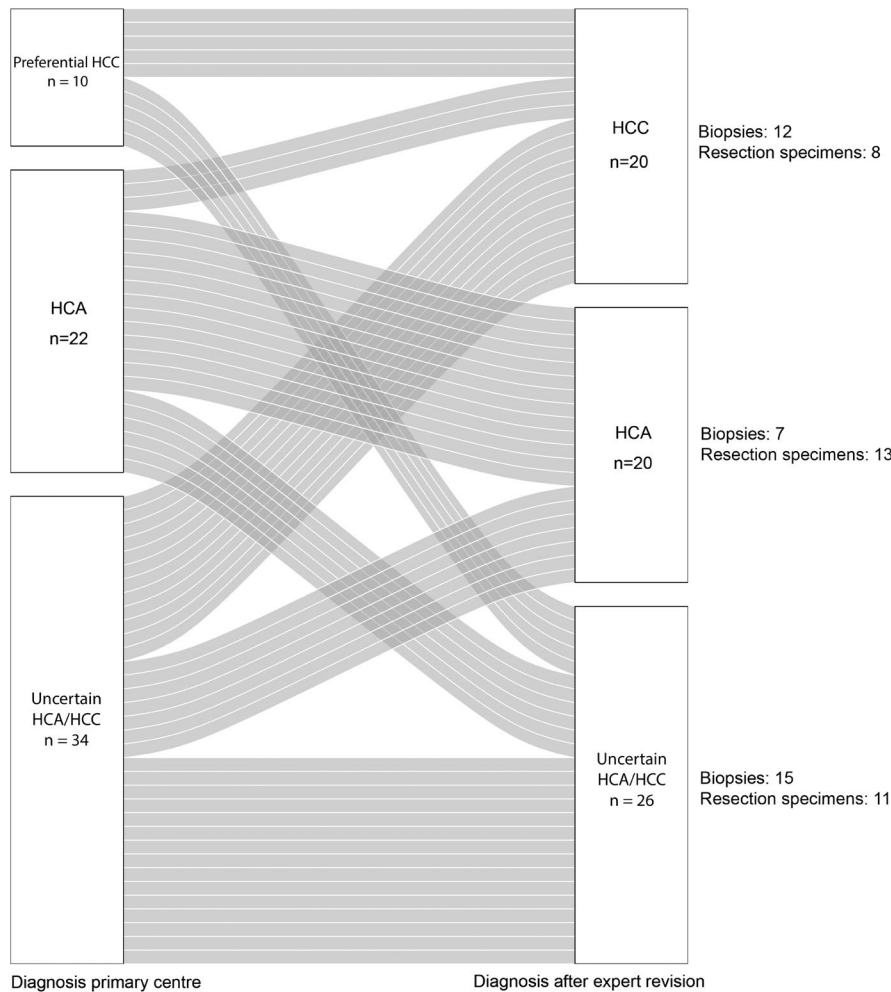 Preferential HCC
n = 10
HCA
n=22
Uncertain
HCA/HCC
n = 34
HCC
n=20
Biopsies: 12
Resection specimens: 8
HCA
n=20
Biopsies: 7
Resection specimens: 13
Uncertain
HCA/HCC
n = 26
Biopsies: 15
Resection specimens: 11
Diagnosis primary centre
Diagnosis after expert revision